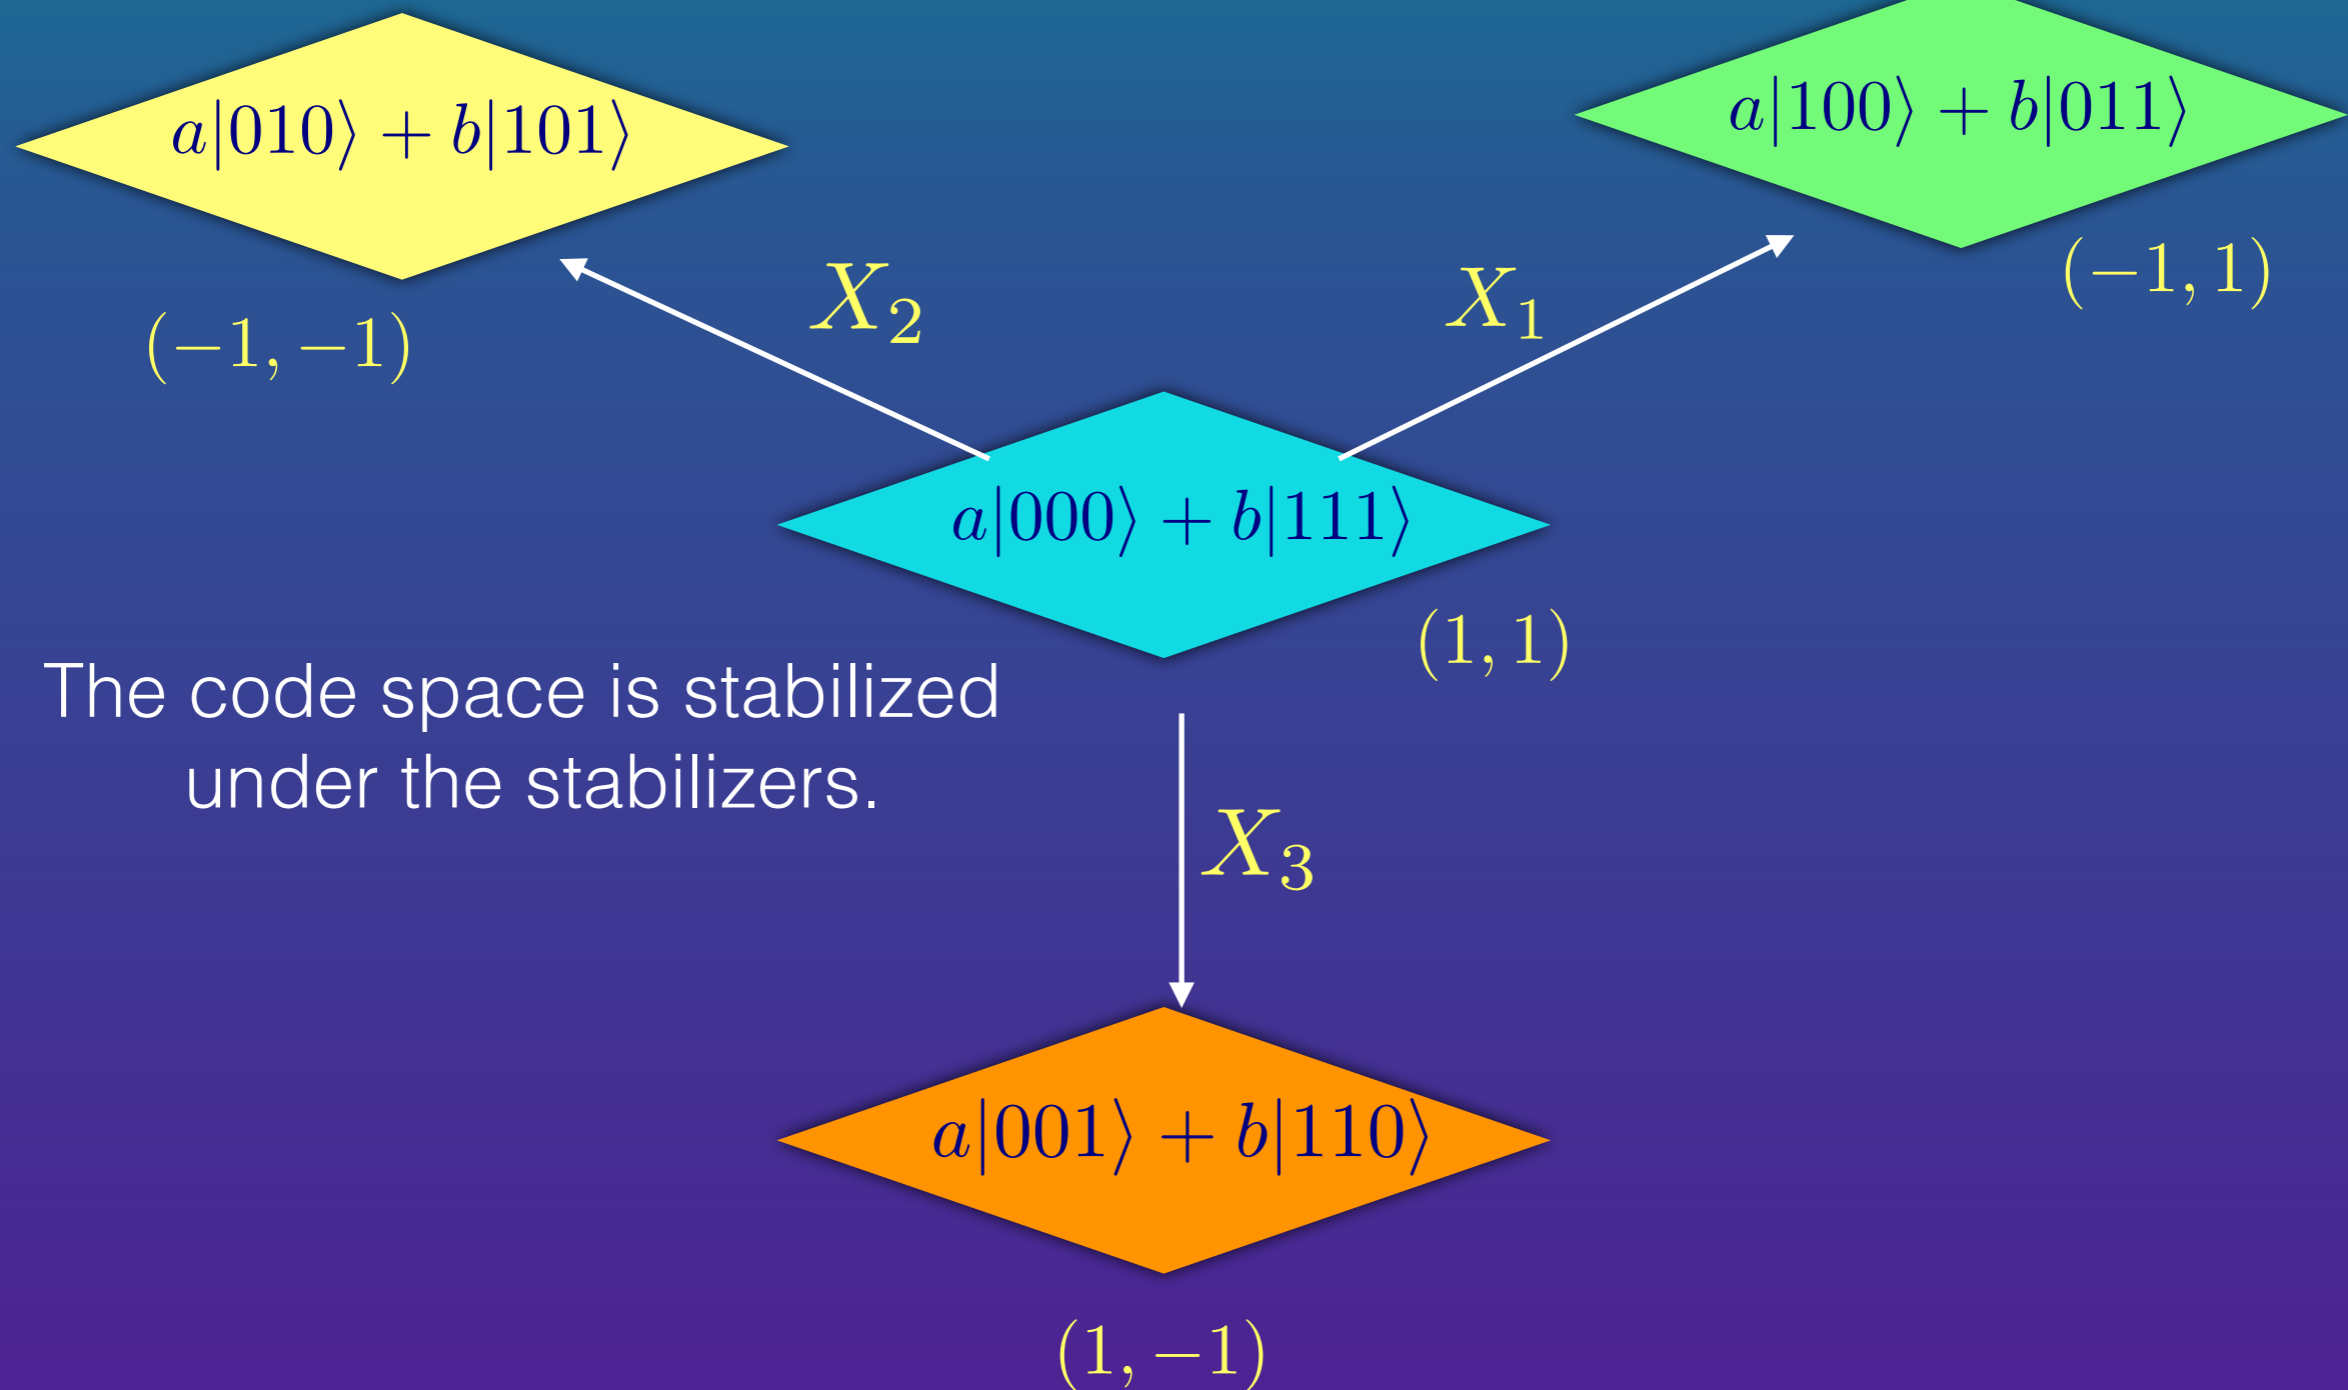 a|010⟩ + b|101⟩
a|100⟩ + b|011⟩
(−1, 1)
X₂
X₁
(−1, −1)
a|000⟩ + b|111⟩
(1, 1)
The code space is stabilized
under the stabilizers.
X₃
a|001⟩ + b|110⟩
(1, −1)